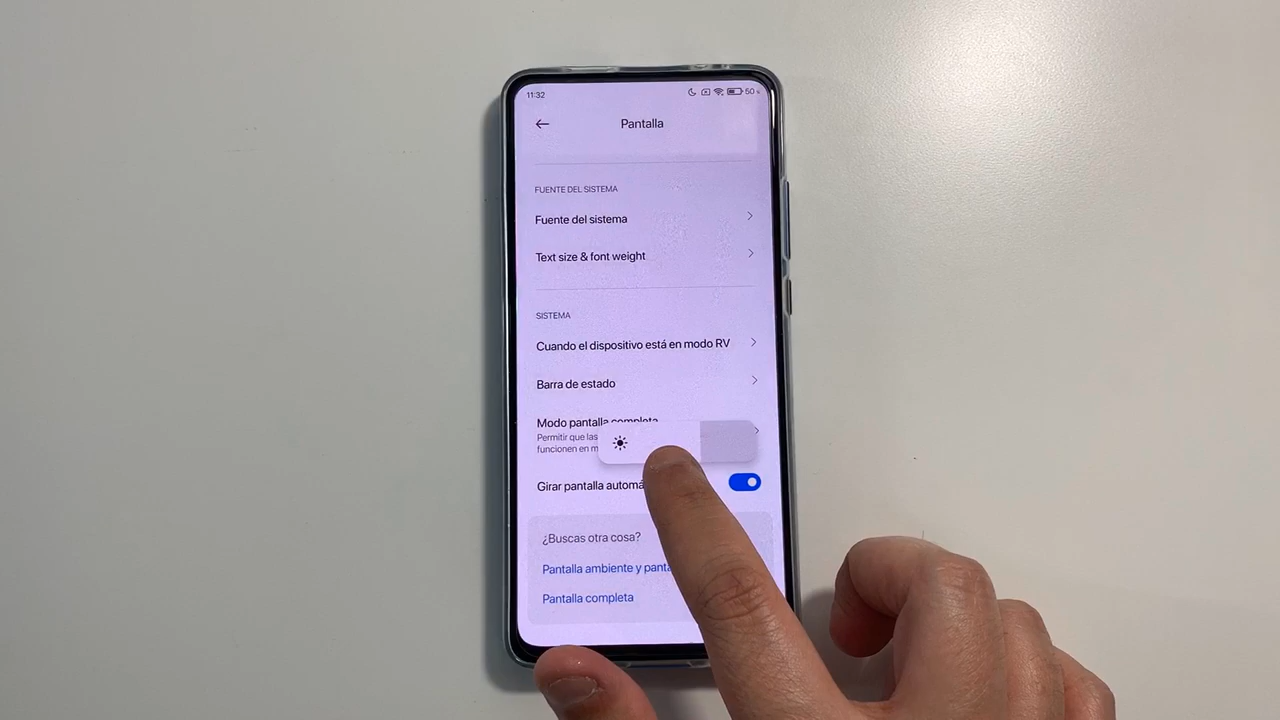 11:32
50
Pantalla
FUENTE DEL SISTEMA
Fuente del sistema
Text size & font weight
SISTEMA
Cuando el dispositivo está en modo RV
Barra de estado
Modo pantalla completa
Permitir que las
funcionen en m
Girar pantalla automá
¿Buscas otra cosa?
Pantalla ambiente y panta
Pantalla completa